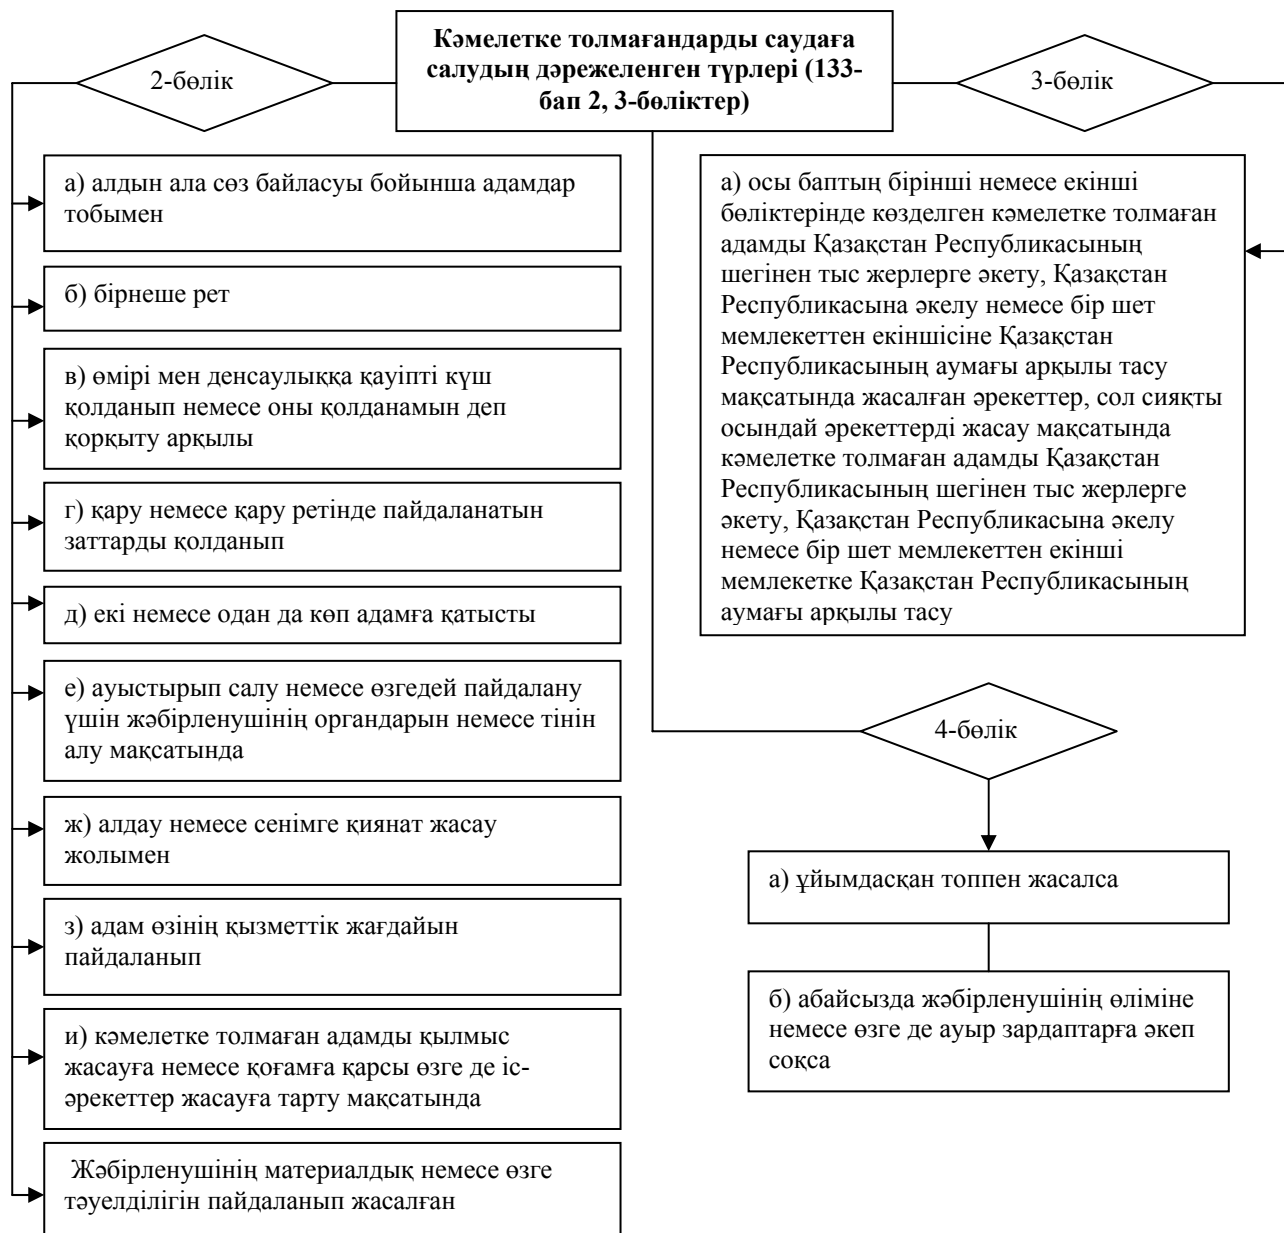 Кәмелетке толмағандарды саудаға
салудың дәрежеленген түрлері (133-
бап 2, 3-бөліктер)
2-бөлік
3-бөлік
а) алдын ала сөз байласуы бойынша адамдар
тобымен
б) бірнеше рет
в) өмірі мен денсаулыққа қауіпті күш
қолданып немесе оны қолданамын деп
қорқыту арқылы
г) қару немесе қару ретінде пайдаланатын
заттарды қолданып
д) екі немесе одан да көп адамға қатысты
е) ауыстырып салу немесе өзгедей пайдалану
үшін жәбірленушінің органдарын немесе тінін
алу мақсатында
ж) алдау немесе сенімге қиянат жасау
жолымен
з) адам өзінің қызметтік жағдайын
пайдаланып
и) кәмелетке толмаған адамды қылмыс
жасауға немесе қоғамға қарсы өзге де іс-
әрекеттер жасауға тарту мақсатында
Жәбірленушінің материалдық немесе өзге
тәуелділігін пайдаланып жасалған
а) осы баптың бірінші немесе екінші
бөліктерінде көзделген кәмелетке толмаған
адамды Қазақстан Республикасының
шегінен тыс жерлерге әкету, Қазақстан
Республикасына әкелу немесе бір шет
мемлекеттен екіншісіне Қазақстан
Республикасының аумағы арқылы тасу
мақсатында жасалған әрекеттер, сол сияқты
осындай әрекеттерді жасау мақсатында
кәмелетке толмаған адамды Қазақстан
Республикасының шегінен тыс жерлерге
әкету, Қазақстан Республикасына әкелу
немесе бір шет мемлекеттен екінші
мемлекетке Қазақстан Республикасының
аумағы арқылы тасу
4-бөлік
а) ұйымдасқан топпен жасалса
б) абайсызда жәбірленушінің өліміне
немесе өзге де ауыр зардаптарға әкеп
соқса